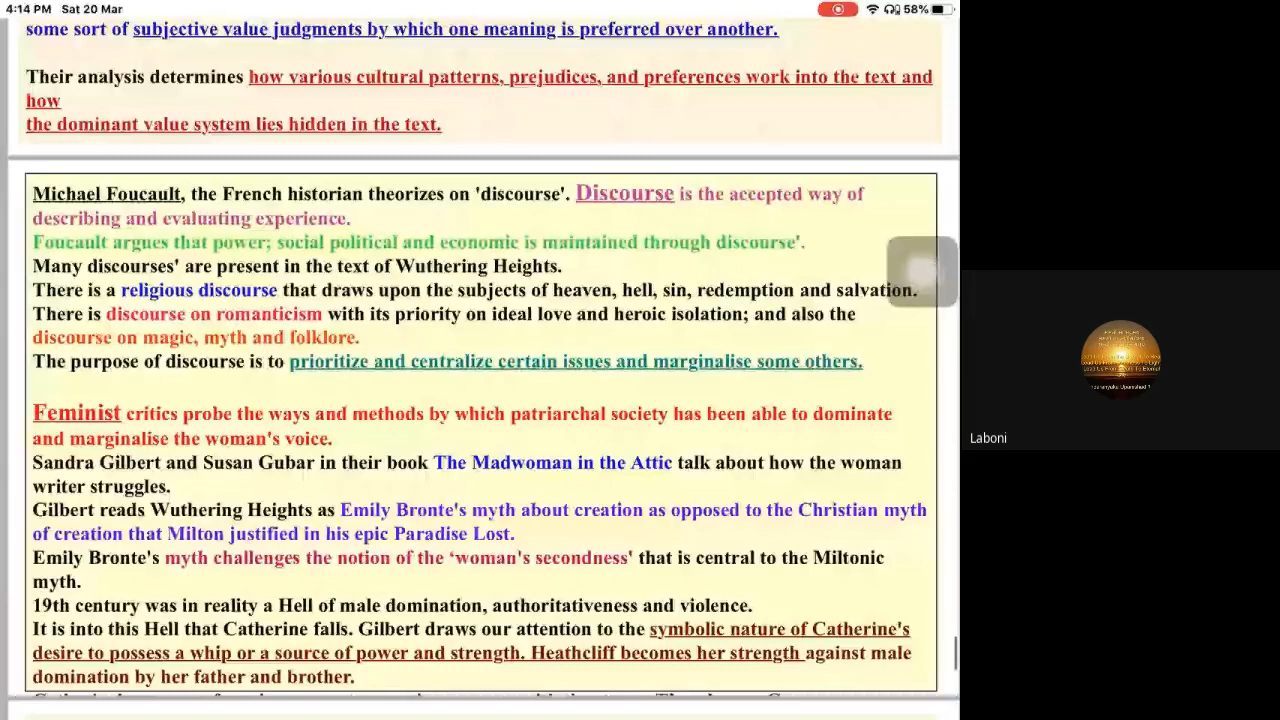 4:14 PM Sat 20 Mar
58%
some sort of subjective value judgments by which one meaning is preferred over another.
Their analysis determines how various cultural patterns, prejudices, and preferences work into the text and
how
the dominant value system lies hidden in the text.
Michael Foucault, the French historian theorizes on 'discourse'. Discourse is the accepted way of
describing and evaluating experience.
Foucault argues that power; social political and economic is maintained through discourse'.
Many discourses' are present in the text of Wuthering Heights.
There is a religious discourse that draws upon the subjects of heaven, hell, sin, redemption and salvation.
There is discourse on romanticism with its priority on ideal love and heroic isolation; and also the
discourse on magic, myth and folklore.
The purpose of discourse is to prioritize and centralize certain issues and marginalise some others.
Feminist critics probe the ways and methods by which patriarchal society has been able to dominate
and marginalise the woman's voice.
Sandra Gilbert and Susan Gubar in their book The Madwoman in the Attic talk about how the woman
writer struggles.
Gilbert reads Wuthering Heights as Emily Bronte's myth about creation as opposed to the Christian myth
of creation that Milton justified in his epic Paradise Lost.
Emily Bronte's myth challenges the notion of the ‘woman's secondness' that is central to the Miltonic
myth.
19th century was in reality a Hell of male domination, authoritativeness and violence.
It is into this Hell that Catherine falls. Gilbert draws our attention to the symbolic nature of Catherine's
desire to possess a whip or a source of power and strength. Heathcliff becomes her strength against male
domination by her father and brother.
Laboni